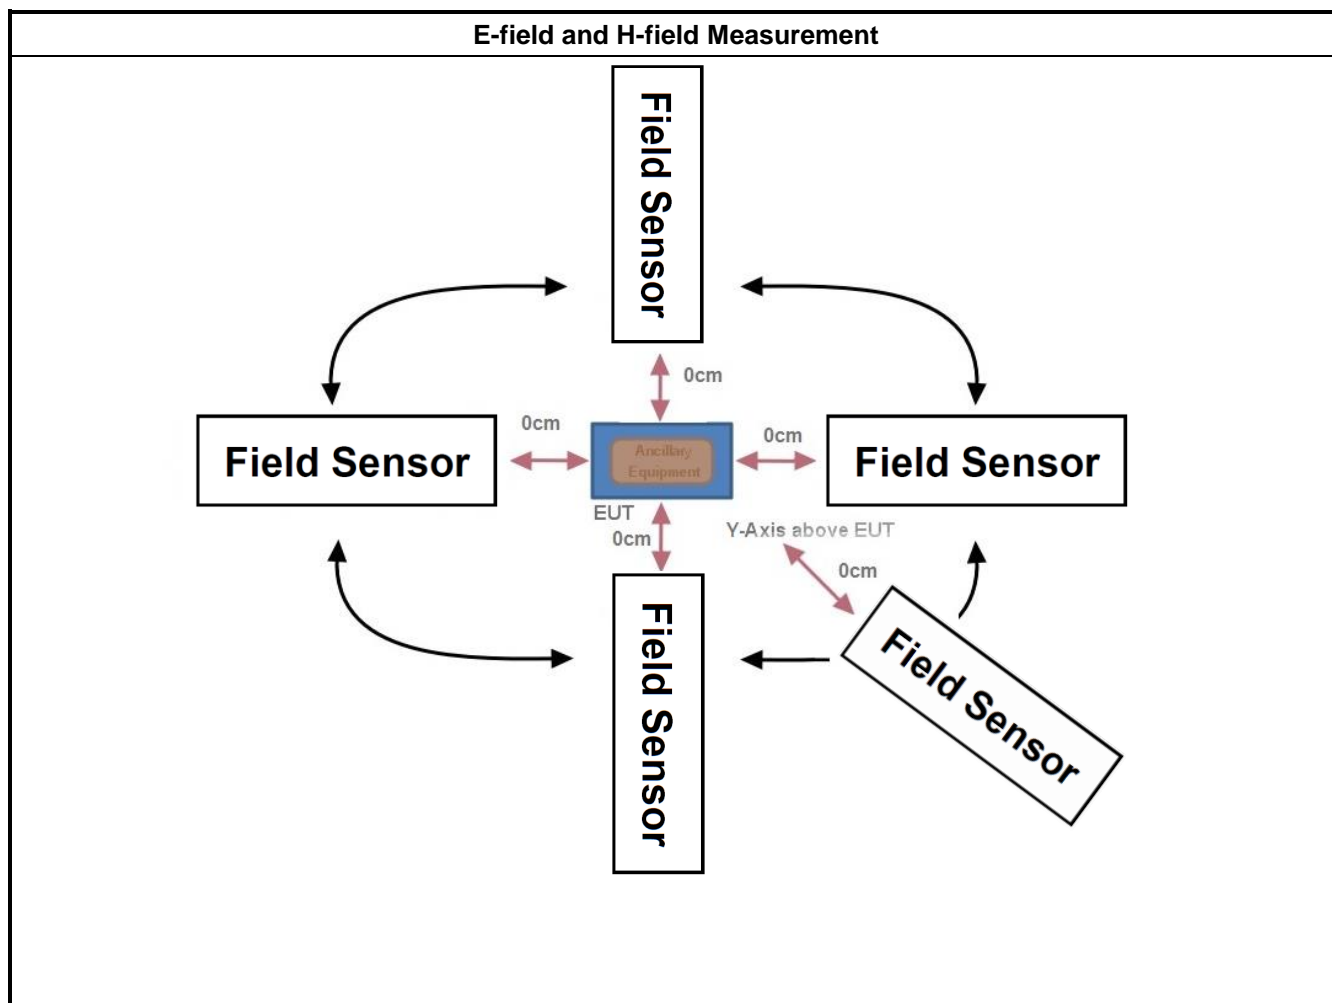 E-field and H-field Measurement
Field Sensor
0cm
0cm
0cm
Field Sensor
Ancillary
Equipment
Field Sensor
EUT
0cm
Y-Axis above EUT
0cm
Field Sensor
Field Sensor